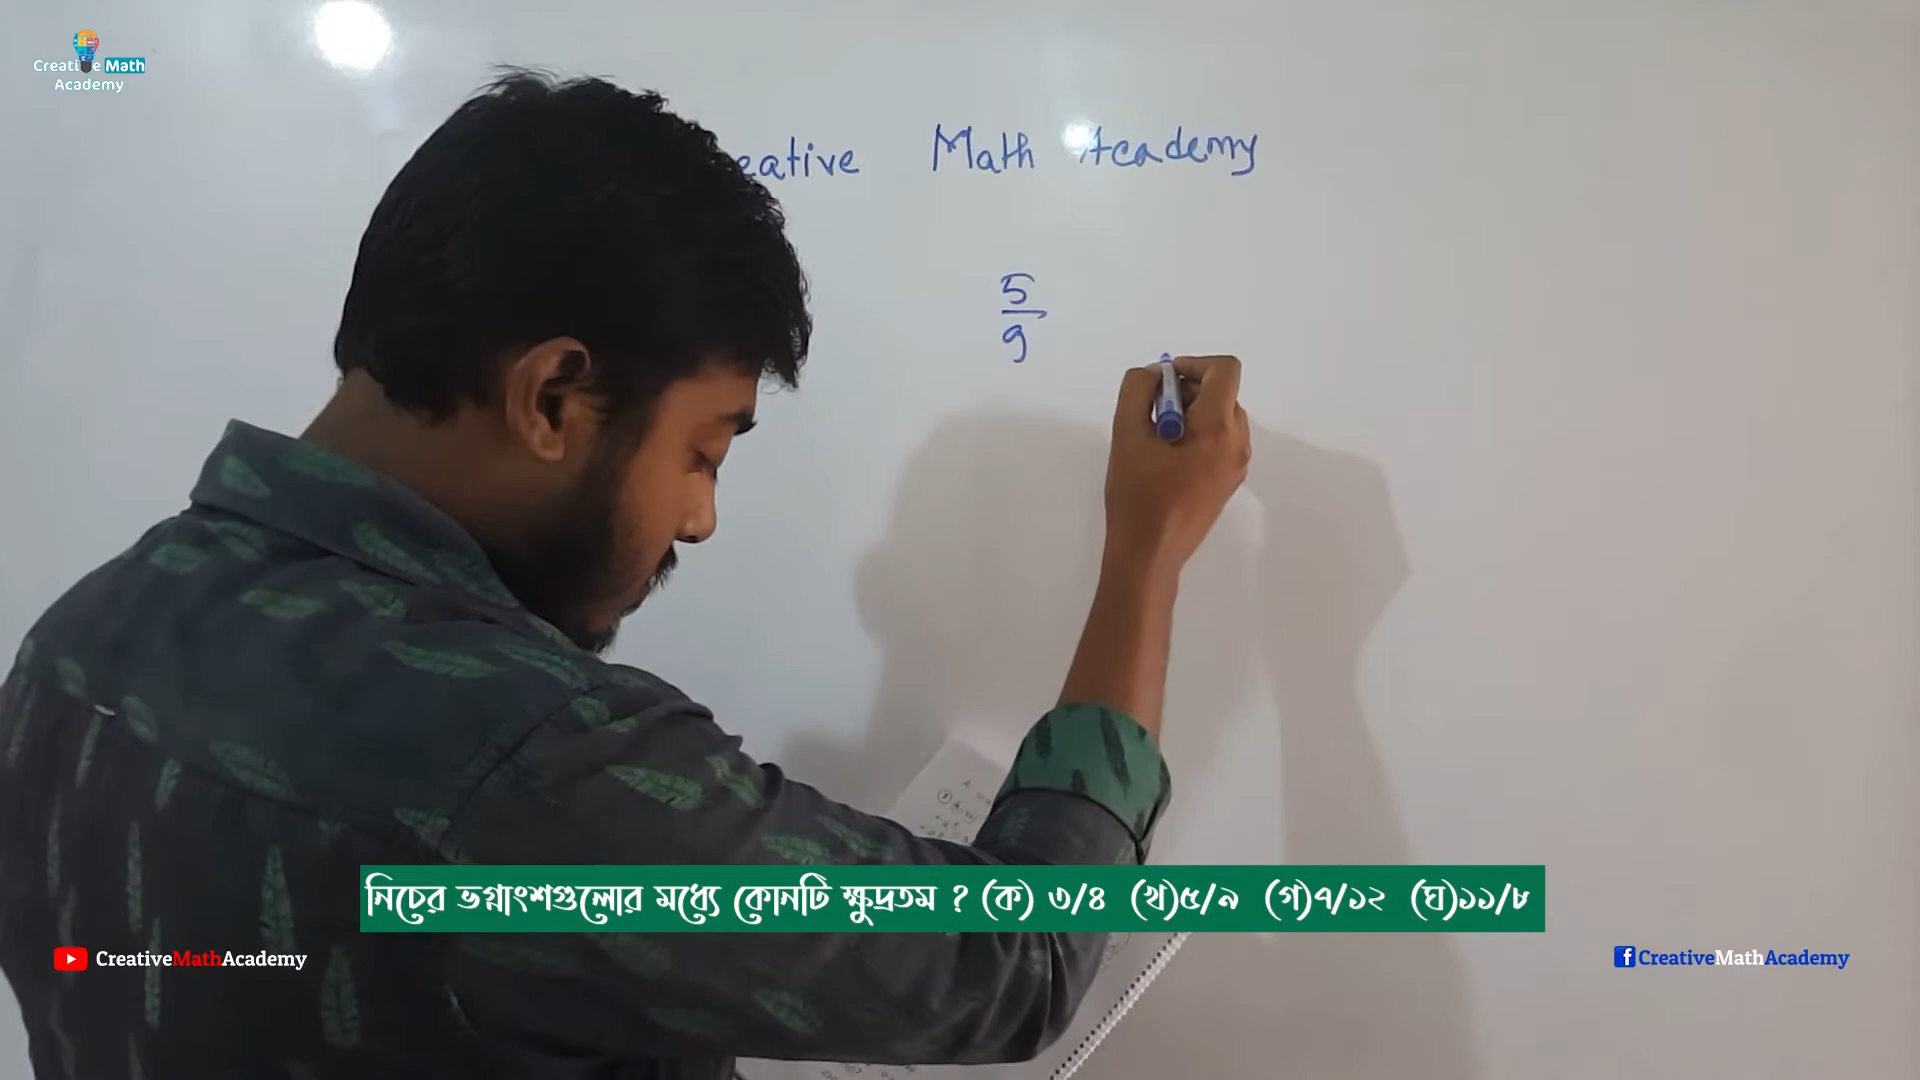 Creative Math
Academy
eative Math Academy
5
9
নিচের ভগ্নাংশগুলোর মধ্যে কোনটি ক্ষুদ্রতম ? (ক) ৩/৪ (খ)৫/৯ (গ)৭/১২ (ঘ)১১/৮
CreativeMathAcademy
CreativeMathAcademy